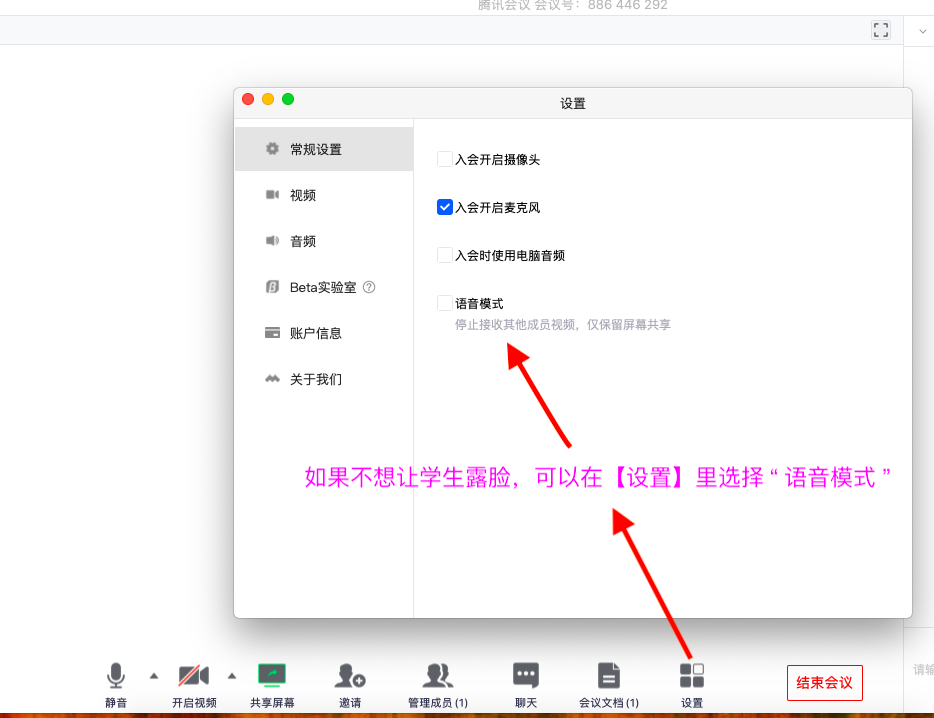 腾讯会议 会议号：886 446 292
设置
常规设置
视频
音频
Beta实验室
账户信息
关于我们
入会开启摄像头
入会开启麦克风
入会时使用电脑音频
语音模式
停止接收其他成员视频，仅保留屏幕共享
如果不想让学生露脸，可以在【设置】里选择“语音模式”
请输
静音
开启视频
共享屏幕
邀请
管理成员(1)
聊天
会议文档(1)
设置
结束会议